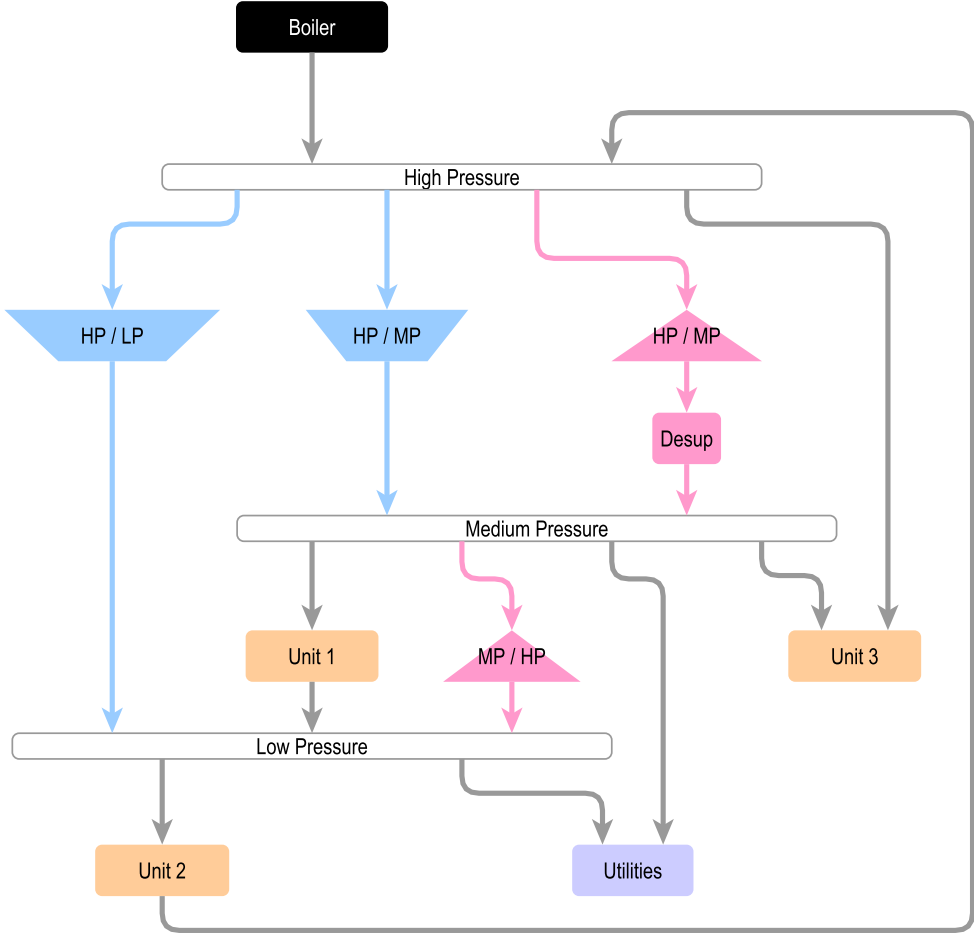 Boiler
High Pressure
HP / LP
HP / MP
HP / MP
Desup
Medium Pressure
Unit 1
MP / HP
Unit 3
Low Pressure
Unit 2
Utilities